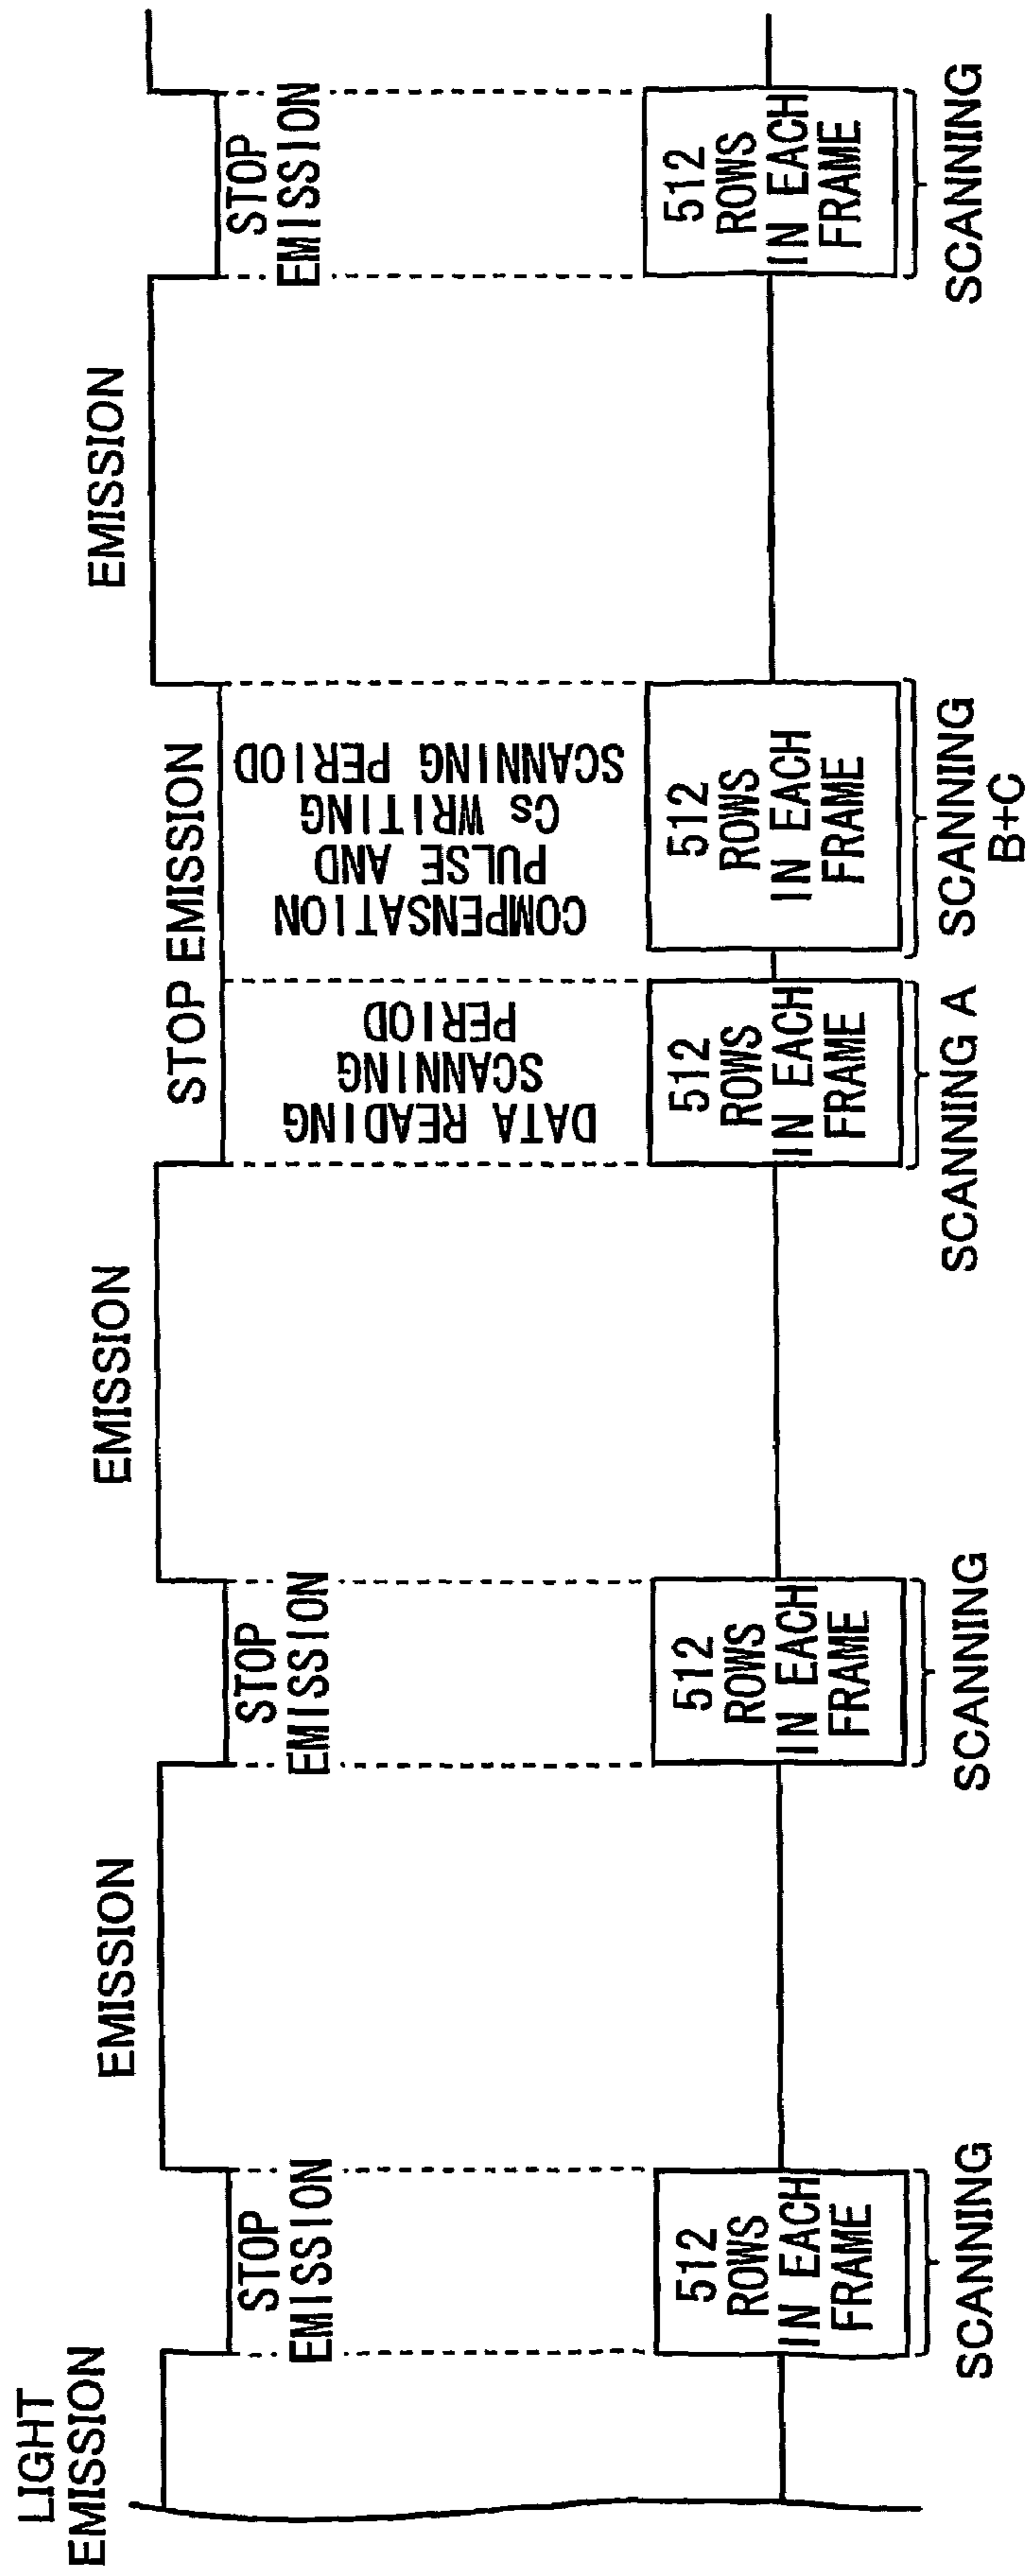 LIGHT
EMISSION
EMISSION
EMISSION
STOP EMISSION
EMISSION
STOP
EMISSION
STOP
EMISSION
DATA READING
SCANNING
PERIOD
COMPENSATION
PULSE AND
Cs WRITING
SCANNING PERIOD
STOP
EMISSION
512
ROWS
IN EACH
FRAME
512
ROWS
IN EACH
FRAME
512
ROWS
IN EACH
FRAME
512
ROWS
IN EACH
FRAME
512
ROWS
IN EACH
FRAME
SCANNING
SCANNING
SCANNING A
SCANNING
B+C
SCANNING